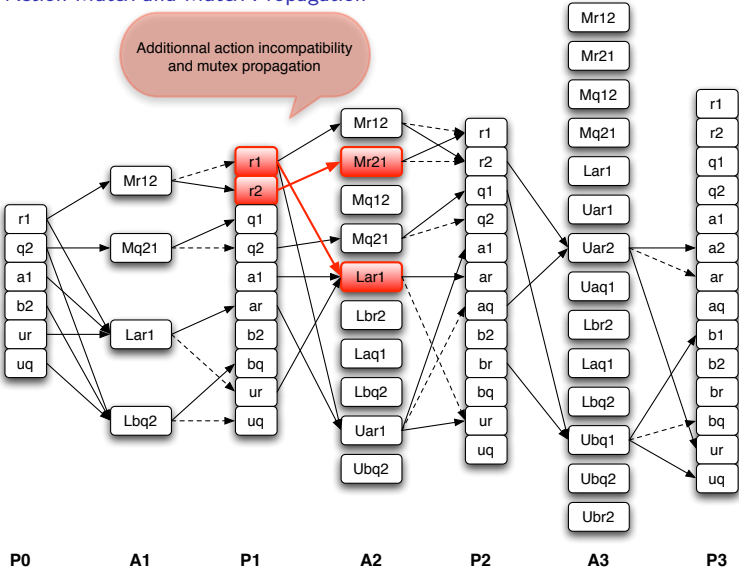 Action Mutex and Mutex Propagation
Additionnal action incompatibility
and mutex propagation
r1
q2
a1
b2
ur
uq
Mr12
Mq21
Lar1
Lbq2
r1
r2
q1
q2
a1
ar
b2
bq
ur
uq
Mr12
Mr21
Mq12
Mq21
Lar1
Lbr2
Laq1
Lbq2
Uar1
Ubq2
r1
r2
q1
q2
a1
ar
aq
b2
br
bq
ur
uq
Mr12
Mr21
Mq12
Mq21
Lar1
Uar1
Uar2
Uaq1
Lbr2
Laq1
Lbq2
Ubq1
Ubq2
Ubr2
r1
r2
q1
q2
a1
a2
ar
aq
b1
b2
br
bq
ur
uq
P0 A1 P1 A2 P2 A3 P3